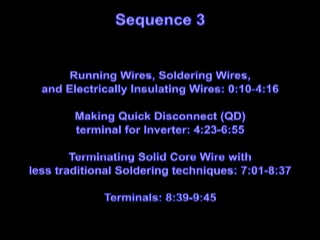 Sequence 3
Running Wires, Soldering Wires,
and Electrically Insulating Wires: 0:10-4:16
Making Quick Disconnect (QD)
terminal for Inverter: 4:23-6:55
Terminating Solid Core Wire with
less traditional Soldering techniques: 7:01-8:37
Terminals: 8:39-9:45